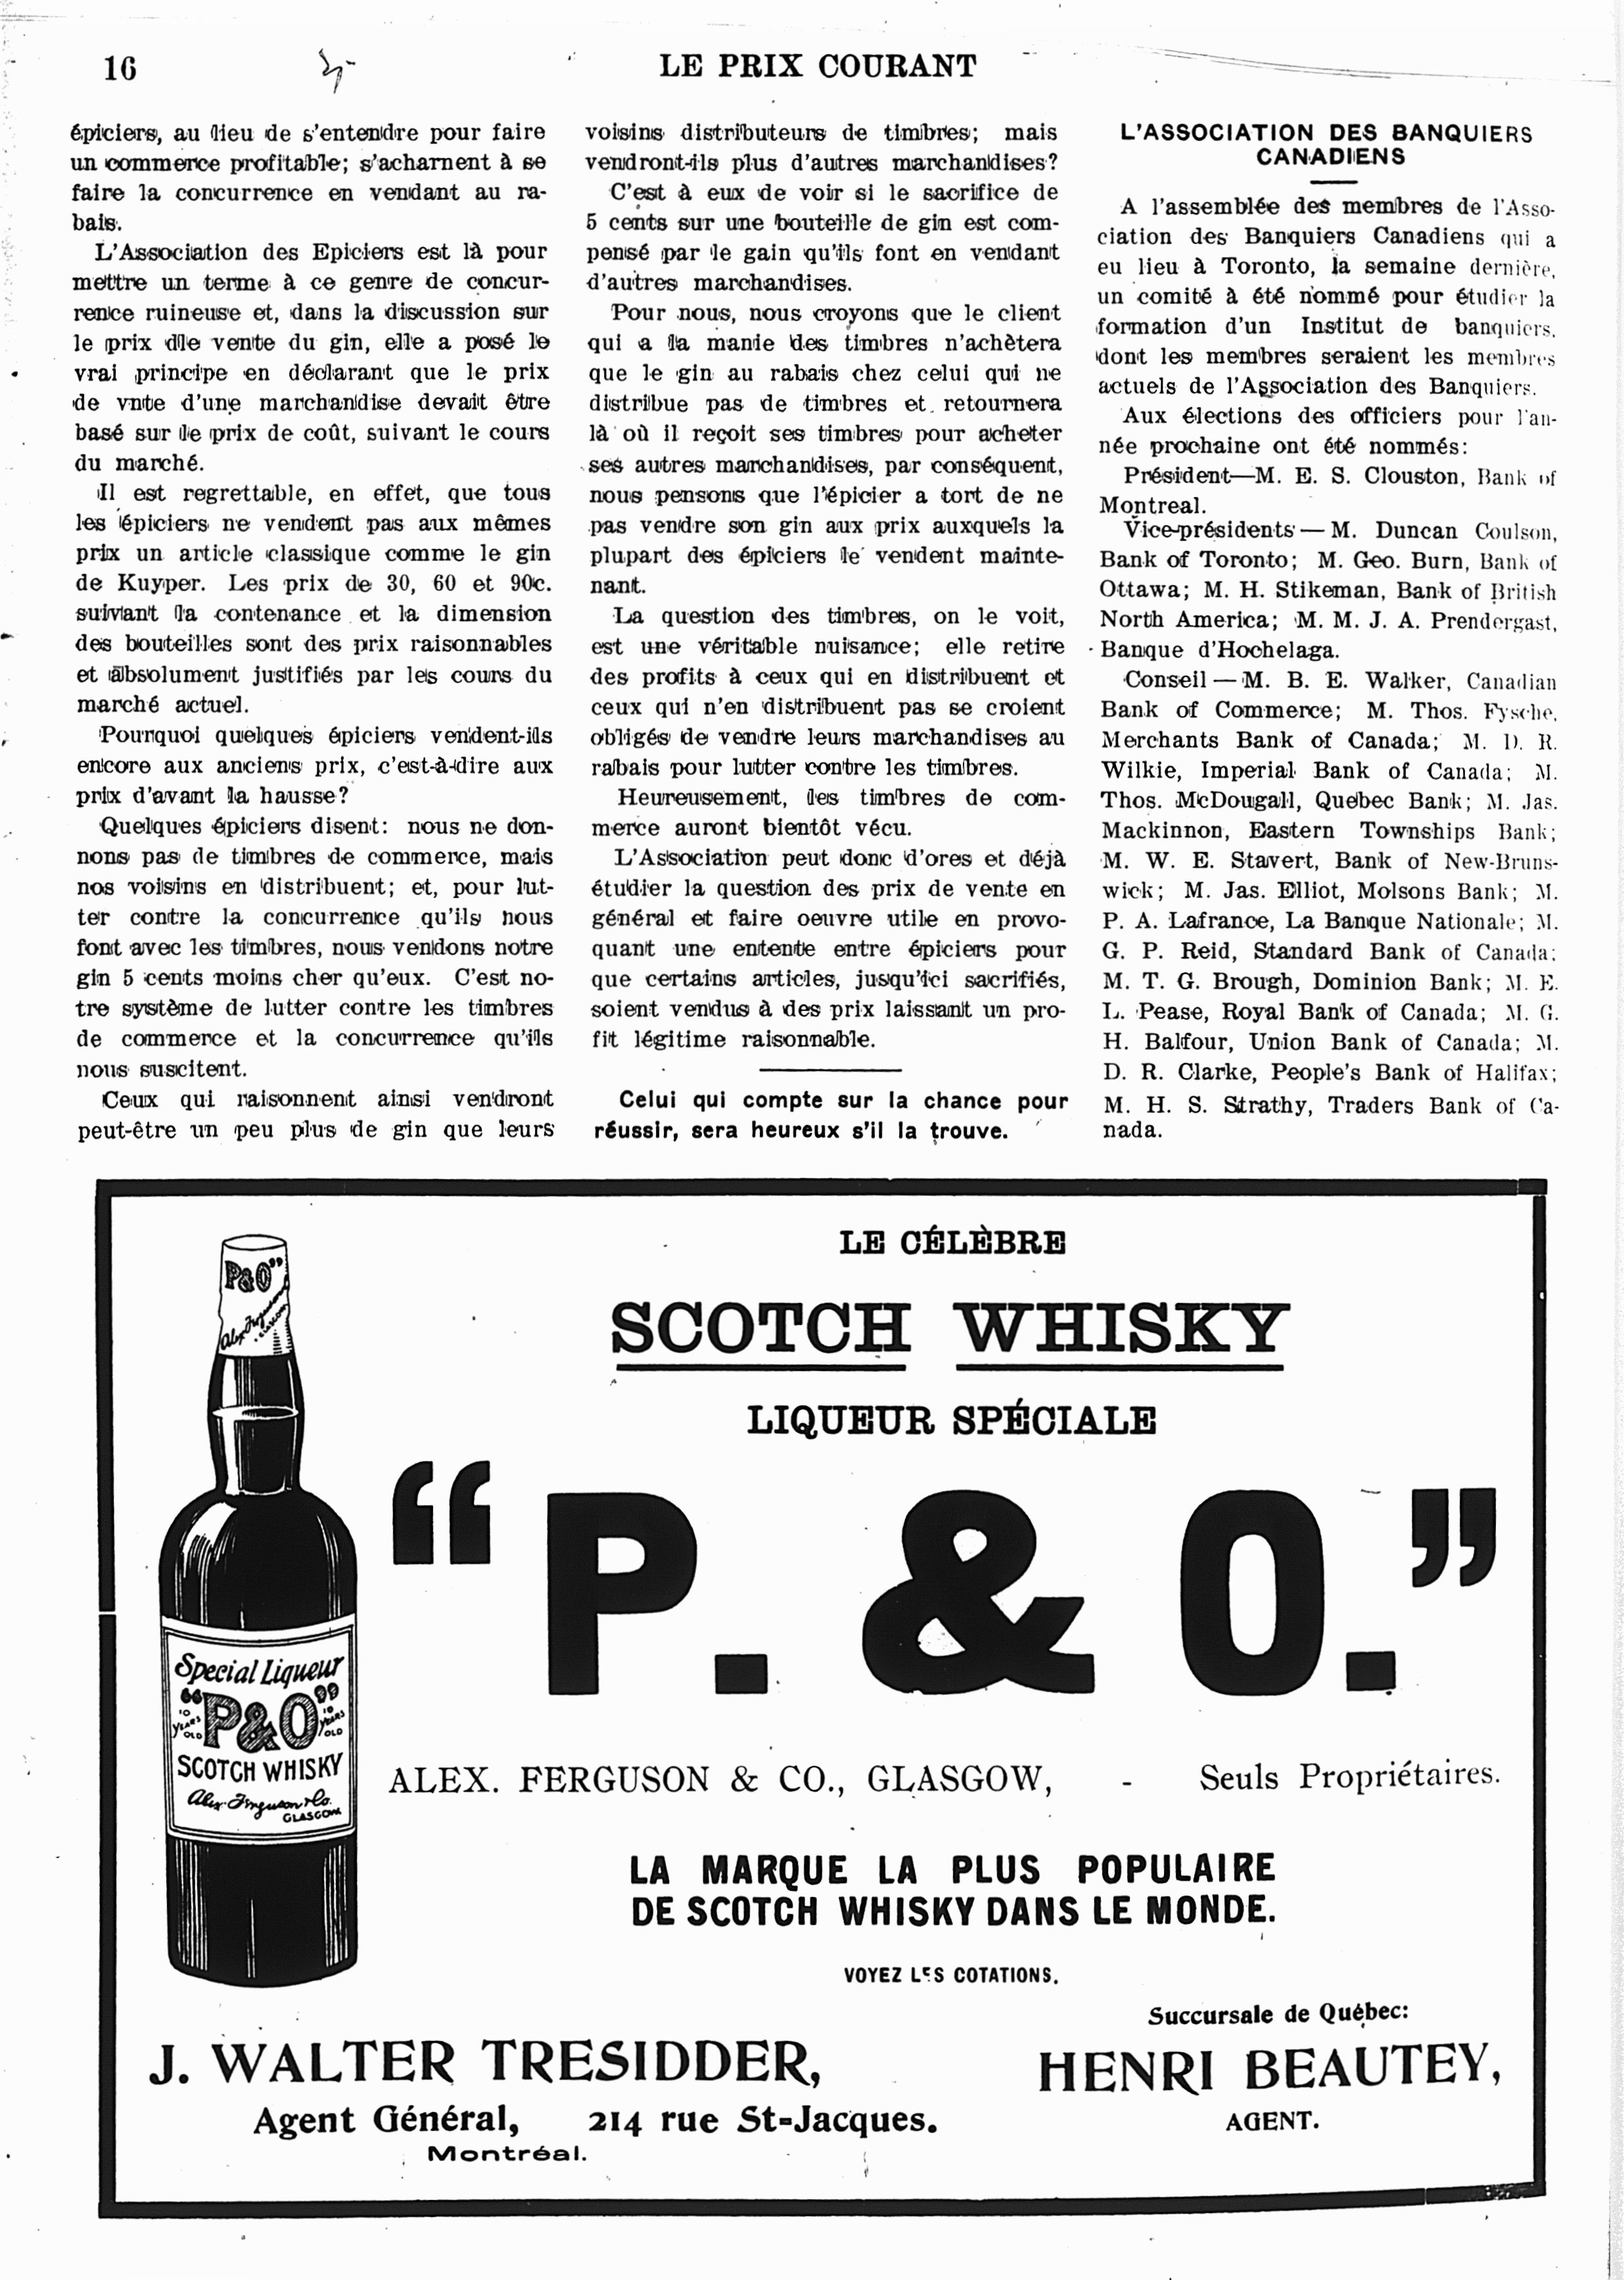 16
LE PRIX COURANT
épiciers, au lieu de s'entendre pour faire
un commerce profitable; s'acharnent à se
faire la concurrence en vendant au ra-
bais.
L'Association des Epiciers est là pour
mettre un terme à ce genre de concur-
rence ruineuse et, dans la discussion sur
le prix dle vente du gin, elle a posé le
vrai principe en déclarant que le prix
de vnte d'une marchandise devait être
basé sur le prix de coût, suivant le cours
du marché.
Il est regrettable, en effet, que tous
les épiciers ne vendent pas aux mêmes
prix un article classique comme le gin
de Kuyper. Les prix de 30, 60 et 90c.
suivant la contenance et la dimension
des bouteilles sont des prix raisonnables
et absolument justifiés par les cours du
marché actuel.
Pourquoi quelques épiciers vendent-ils
encore aux anciens prix, c'est-à-dire aux
prix d'avant la hausse?
Quelques épiciers disent: nous ne don-
nons pas de timbres de commerce, mais
nos voisins en distribuent; et, pour lut-
ter contre la concurrence qu'ils nous
font avec les timbres, nous vendons notre
gin 5 cents moins cher qu'eux. C'est no-
tre système de lutter contre les timbres
de commerce et la concurrence qu'ils
nous suscitent.
Ceux qui raisonnent ainsi vendront
peut-être un peu plus de gin que leurs
voisins distributeurs de timbres; mais
vendront-ils plus d'autres marchandises?
C'est à eux de voir si le sacrifice de
5 cents sur une bouteille de gin est com-
pensé par le gain qu'ils font en vendant
d'autres marchandises.
Pour nous, nous croyons que le client
qui a la manie des timbres n'achètera
que le gin au rabais chez celui qui ne
distribue pas de timbres et retournera
là où il reçoit ses timbres pour acheter
ses autres marchandises, par conséquent,
nous pensons que l'épicier a tort de ne
pas vendre son gin aux prix auxquels la
plupart des épiciers le vendent mainte-
nant.
La question des timbres, on le voit,
est une véritable nuisance; elle retire
des profits à ceux qui en distribuent et
ceux qui n'en distribuent pas se croient
obligés de vendre leurs marchandises au
rabais pour lutter contre les timbres.
Heureusement, les timbres de com-
merce auront bientôt vécu.
L'Association peut donc d'ores et déjà
étudier la question des prix de vente en
général et faire oeuvre utile en provo-
quant une entente entre épiciers pour
que certains articles, jusqu'ici sacrifiés,
soient vendus à des prix laissant un pro-
fit légitime raisonnable.
Celui qui compte sur la chance pour
réussir, sera heureux s'il la trouve.
L'ASSOCIATION DES BANQUIERS
CANADIENS
A l'assemblée des membres de l'Asso-
ciation des Banquiers Canadiens qui a
eu lieu à Toronto, la semaine dernière,
un comité à été nommé pour étudier la
formation d'un Institut de banquiers,
dont les membres seraient les membres
actuels de l'Association des Banquiers.
Aux élections des officiers pour l'an-
née prochaine ont été nommés:
Président—M. E. S. Clouston, Bank of
Montreal.
Vice-présidents — M. Duncan Coulson,
Bank of Toronto; M. Geo. Burn, Bank of
Ottawa; M. H. Stikeman, Bank of British
North America; M. M. J. A. Prendergast,
Banque d'Hochelaga.
Conseil — M. B. E. Walker, Canadian
Bank of Commerce; M. Thos. Fysche,
Merchants Bank of Canada; M. D. R.
Wilkie, Imperial Bank of Canada; M.
Thos. McDougall, Quebec Bank; M. Jas.
Mackinnon, Eastern Townships Bank;
M. W. E. Stavert, Bank of New-Bruns-
wick; M. Jas. Elliot, Molsons Bank; M.
P. A. Lafrance, La Banque Nationale; M.
G. P. Reid, Standard Bank of Canada;
M. T. G. Brough, Dominion Bank; M. E.
L. Pease, Royal Bank of Canada; M. G.
H. Balfour, Union Bank of Canada; M.
D. R. Clarke, People's Bank of Halifax;
M. H. S. Strathy, Traders Bank of Ca-
nada.
LE CÉLÈBRE
SCOTCH WHISKY
LIQUEUR SPÉCIALE
"P. & O."
ALEX. FERGUSON & CO., GLASGOW, - Seuls Propriétaires.
LA MARQUE LA PLUS POPULAIRE
DE SCOTCH WHISKY DANS LE MONDE.
VOYEZ LES COTATIONS.
P&O"
Special Liqueur
"P&O"
10 YEARS OLD
10 YEARS OLD
SCOTCH WHISKY
Alex. Ferguson & Co.
GLASGOW
J. WALTER TRESIDDER,
Agent Général, 214 rue St-Jacques.
Montréal.
Succursale de Québec:
HENRI BEAUTEY,
AGENT.